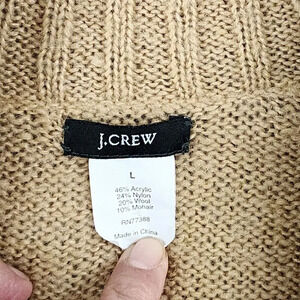 J.CREW
L
46% Acrylic
24% Nylon
20% Wool
10% Mohair
RN77388
Made in China